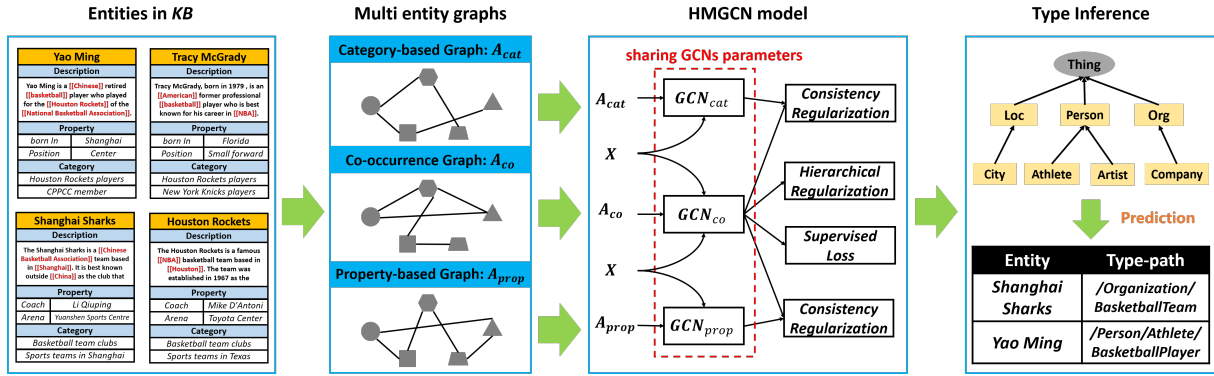 Entities in KB
Yao Ming
Description
Yao Ming is a [[Chinese]] retired
[[basketball]] player who played
for the [[Houston Rockets]] of the
[[National Basketball Association]].
Property
born In Shanghai
Position Center
Category
Houston Rockets players
CPPCC member
Tracy McGrady
Description
Tracy McGrady, born in 1979 , is an
[[American]] former professional
[[basketball]] player who is best
known for his career in [[NBA]].
Property
born In Florida
Position Small forward
Category
Houston Rockets players
New York Knicks players
Shanghai Sharks
Description
The Shanghai Sharks is a [[Chinese
Basketball Association]] team based
in [[Shanghai]]. It is best known
outside [[China]] as the club that
Property
Coach Li Qiuping
Arena Yuanshen Sports Centre
Category
Basketball team clubs
Sports teams in Shanghai
Houston Rockets
Description
The Houston Rockets is a famous
[[NBA]] basketball team based in
[[Houston]]. The team was
established in 1967 as the
Property
Coach Mike D'Antoni
Arena Toyota Center
Category
Basketball team clubs
Sports teams in Texas
Multi entity graphs
Category-based Graph: A_cat
Co-occurrence Graph: A_co
Property-based Graph: A_prop
HMGCN model
sharing GCNs parameters
A_cat
X
A_co
X
A_prop
GCN_cat
GCN_co
GCN_prop
Consistency
Regularization
Hierarchical
Regularization
Supervised
Loss
Consistency
Regularization
Type Inference
Thing
Loc Person Org
City Athlete Artist Company
Prediction
Entity Type-path
Shanghai
Sharks
/Organization/
BasketballTeam
Yao Ming
/Person/Athlete/
BasketballPlayer